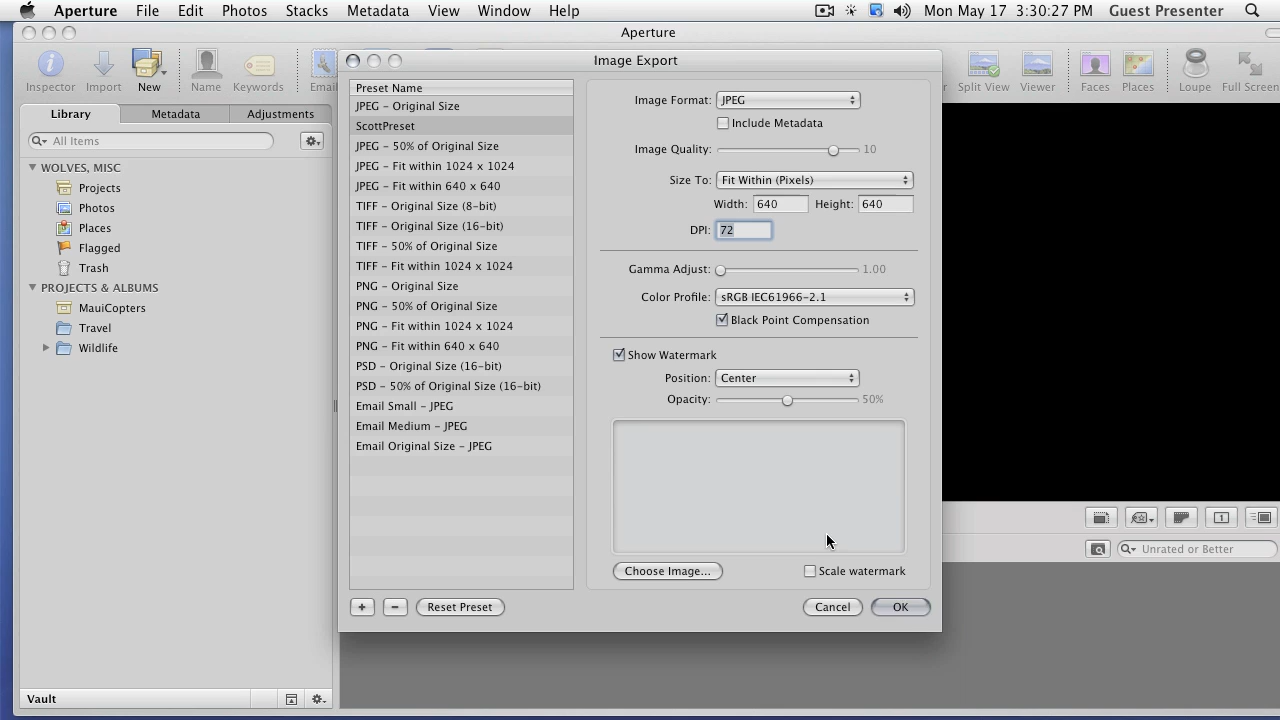 Aperture File Edit Photos Stacks Metadata View Window Help Mon May 17 3:30:27 PM Guest Presenter
Aperture
Inspector Import New Name Keywords Email Split View Viewer Faces Places Loupe Full Screen
Image Export
Library Metadata Adjustments
All Items
WOLVES, MISC
Projects
Photos
Places
Flagged
Trash
PROJECTS & ALBUMS
MauiCopters
Travel
Wildlife
Vault
Preset Name
JPEG – Original Size
ScottPreset
JPEG – 50% of Original Size
JPEG – Fit within 1024 x 1024
JPEG – Fit within 640 x 640
TIFF – Original Size (8-bit)
TIFF – Original Size (16-bit)
TIFF – 50% of Original Size
TIFF – Fit within 1024 x 1024
PNG – Original Size
PNG – 50% of Original Size
PNG – Fit within 1024 x 1024
PNG – Fit within 640 x 640
PSD – Original Size (16-bit)
PSD – 50% of Original Size (16-bit)
Email Small – JPEG
Email Medium – JPEG
Email Original Size – JPEG
+ − Reset Preset
Image Format: JPEG
Include Metadata
Image Quality: 10
Size To: Fit Within (Pixels)
Width: 640 Height: 640
DPI: 72
Gamma Adjust: 1.00
Color Profile: sRGB IEC61966-2.1
Black Point Compensation
Show Watermark
Position: Center
Opacity: 50%
Choose Image... Scale watermark
Cancel OK
1
Unrated or Better